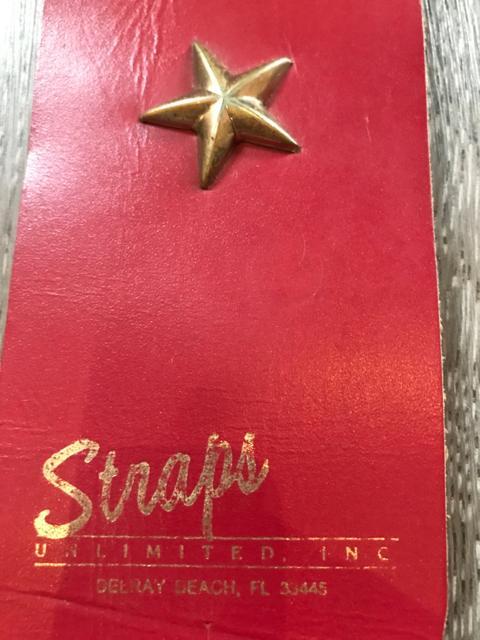 Straps
UNLIMITED, INC
DELRAY BEACH, FL 33445